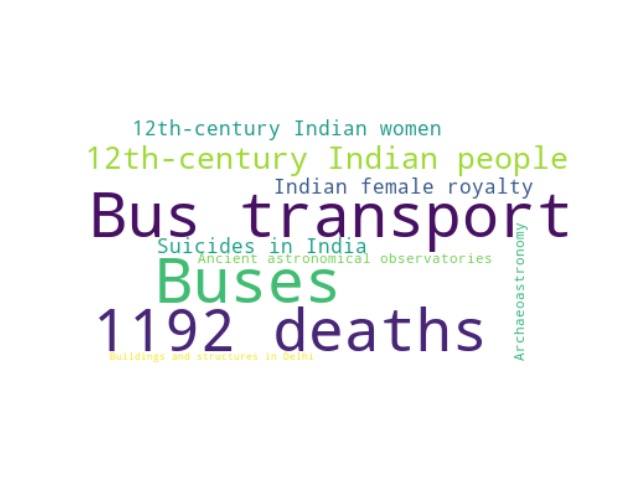 12th-century Indian women
12th-century Indian people
Indian female royalty
Bus transport
Suicides in India
Ancient astronomical observatories
Buses
Archaeoastronomy
1192 deaths
Buildings and structures in Delhi